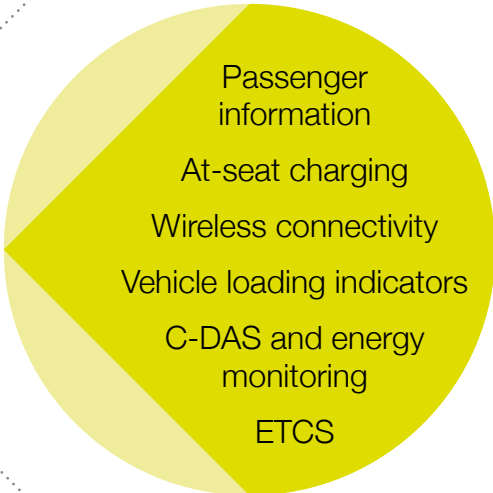 Passenger
information
At-seat charging
Wireless connectivity
Vehicle loading indicators
C-DAS and energy
monitoring
ETCS